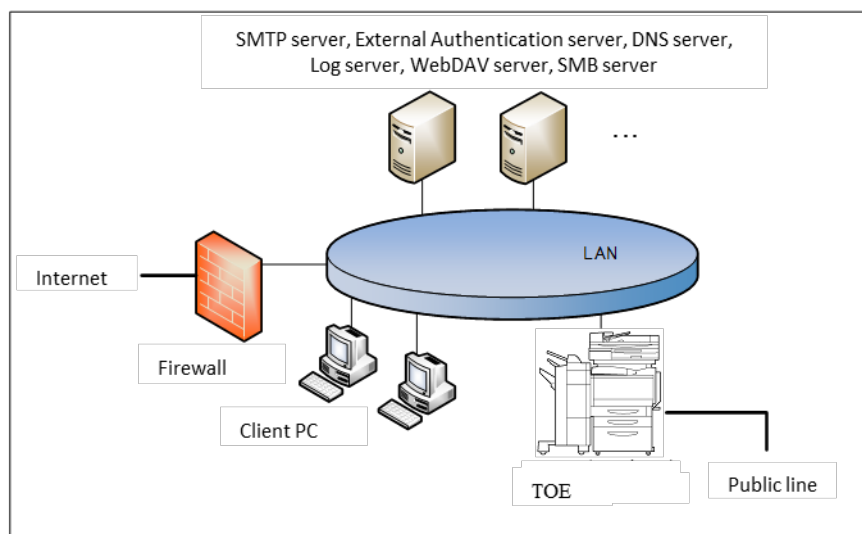 SMTP server, External Authentication server, DNS server,
Log server, WebDAV server, SMB server
...
LAN
Internet
Firewall
Client PC
TOE
Public line